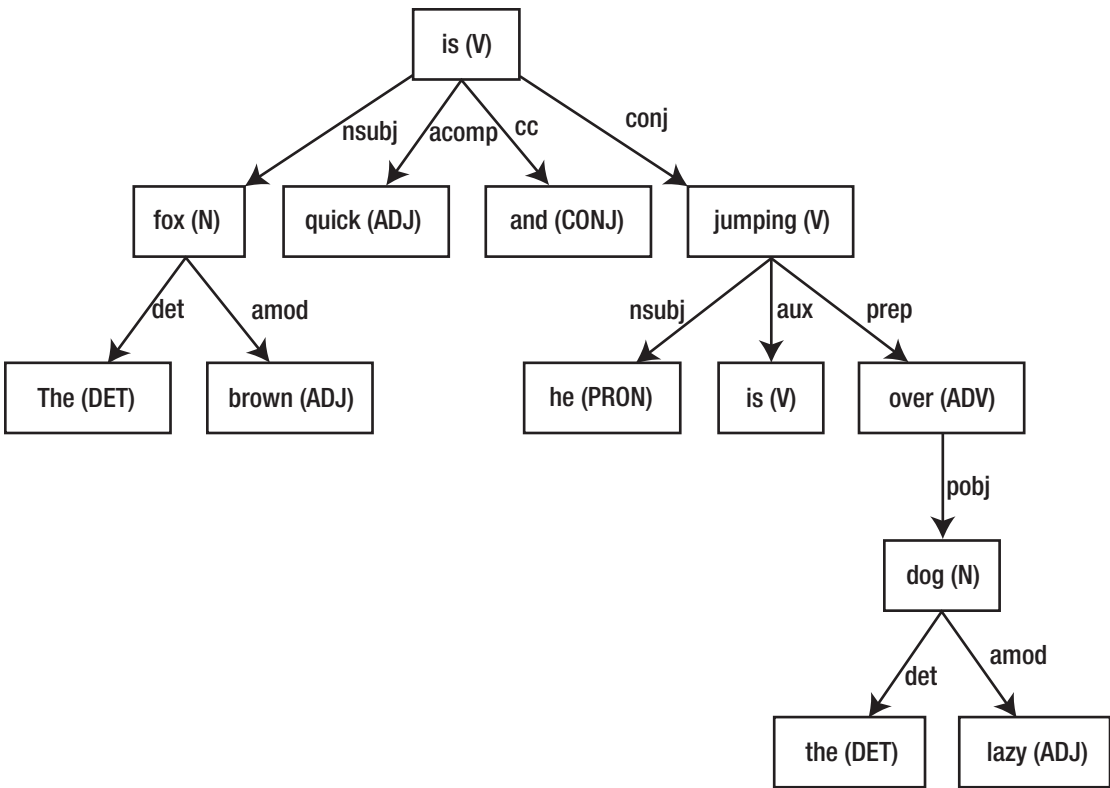 is (V)
nsubj acomp cc conj
fox (N) quick (ADJ) and (CONJ) jumping (V)
det amod nsubj aux prep
The (DET) brown (ADJ) he (PRON) is (V) over (ADV)
pobj
dog (N)
det amod
the (DET) lazy (ADJ)